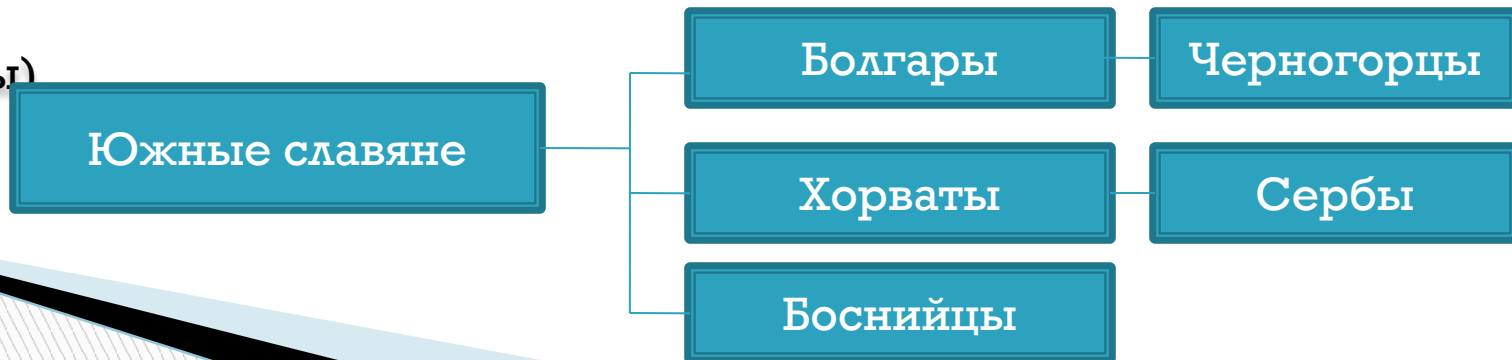 ы)
Южные славяне
Болгары
Черногорцы
Хорваты
Сербы
Боснийцы